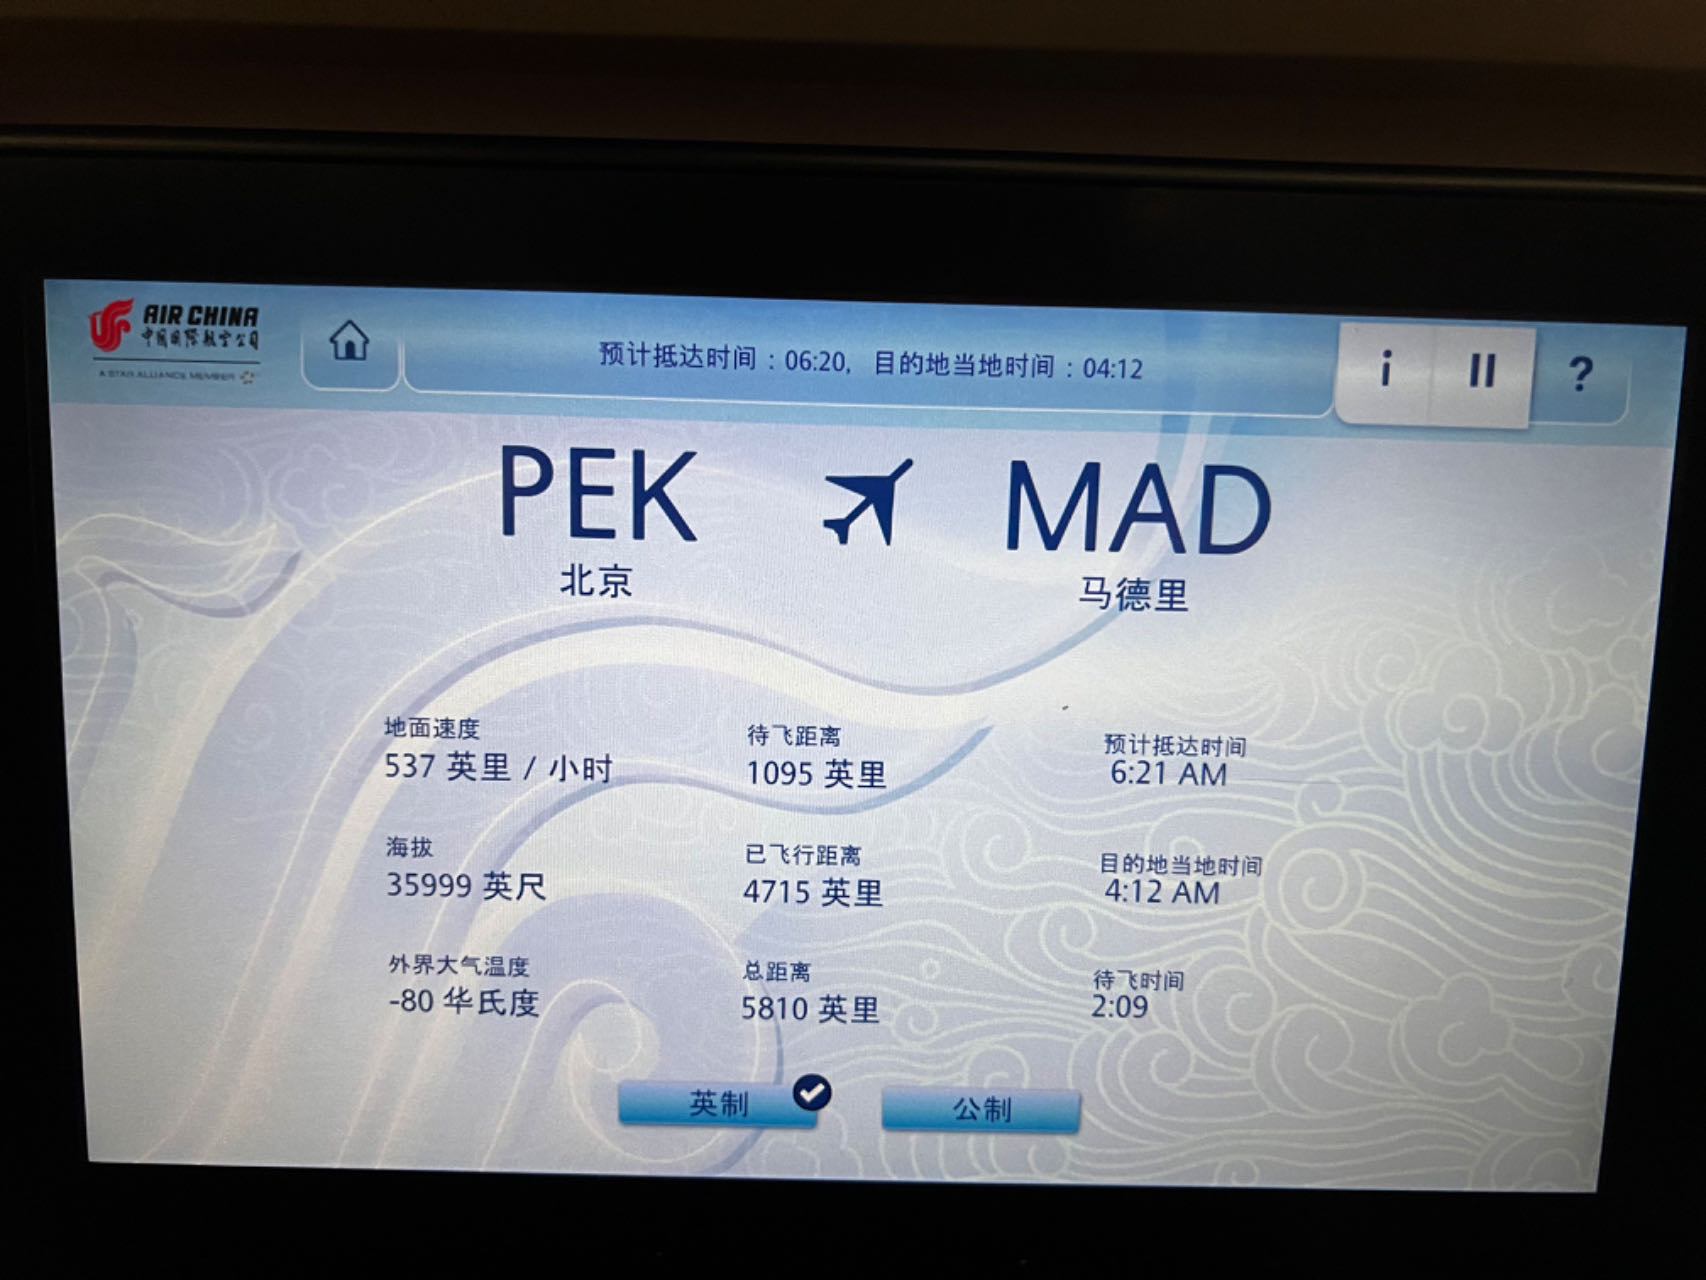 AIR CHINA
中国国际航空公司
A STAR ALLIANCE MEMBER
预计抵达时间：06:20, 目的地当地时间：04:12
i
?
PEK
MAD
北京
马德里
地面速度
537 英里 / 小时
待飞距离
1095 英里
预计抵达时间
6:21 AM
海拔
35999 英尺
已飞行距离
4715 英里
目的地当地时间
4:12 AM
外界大气温度
-80 华氏度
总距离
5810 英里
待飞时间
2:09
英制
公制